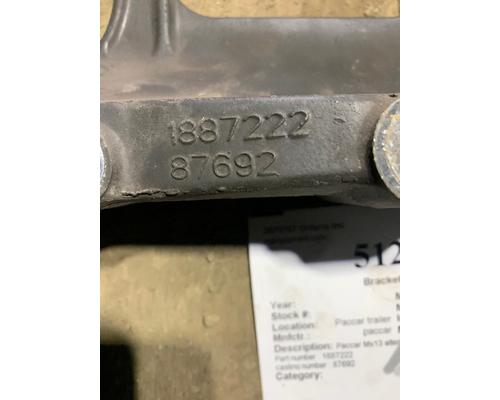 1887222
87692
512
Bracket
Year:
Stock #:
Location: Paccar trailer
Mnfctr.: paccar
Description: Paccar Mx13
Part number : 1887222
casting number : 87692
Category: